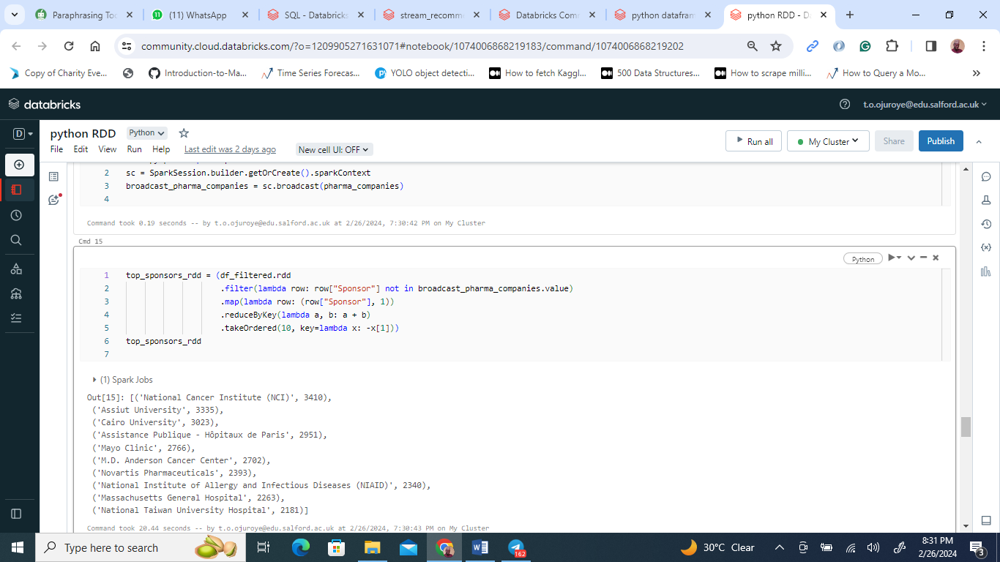 Paraphrasing Too
(11) WhatsApp
SQL - Databricks
stream_recomm
Databricks Com
python datafram
python RDD - Da
community.cloud.databricks.com/?o=1209905271631071#notebook/1074006868219183/command/1074006868219202
Copy of Charity Eve...
Introduction-to-Ma...
Time Series Forecas...
YOLO object detecti...
How to fetch Kaggl...
500 Data Structures...
How to scrape milli...
How to Query a Mo...
databricks
t.o.ojuroye@edu.salford.ac.uk
D
python RDD
Python
File Edit View Run Help Last edit was 2 days ago New cell UI: OFF
Run all
My Cluster
Share
Publish
2 sc = SparkSession.builder.getOrCreate().sparkContext
3 broadcast_pharma_companies = sc.broadcast(pharma_companies)
4
Command took 0.19 seconds -- by t.o.ojuroye@edu.salford.ac.uk at 2/26/2024, 7:30:42 PM on My Cluster
Cmd 15
Python
1 top_sponsors_rdd = (df_filtered.rdd
2 .filter(lambda row: row["Sponsor"] not in broadcast_pharma_companies.value)
3 .map(lambda row: (row["Sponsor"], 1))
4 .reduceByKey(lambda a, b: a + b)
5 .takeOrdered(10, key=lambda x: -x[1]))
6 top_sponsors_rdd
7
(1) Spark Jobs
Out[15]: [('National Cancer Institute (NCI)', 3410),
('Assiut University', 3335),
('Cairo University', 3023),
('Assistance Publique - Hôpitaux de Paris', 2951),
('Mayo Clinic', 2766),
('M.D. Anderson Cancer Center', 2702),
('Novartis Pharmaceuticals', 2393),
('National Institute of Allergy and Infectious Diseases (NIAID)', 2340),
('Massachusetts General Hospital', 2263),
('National Taiwan University Hospital', 2181)]
Command took 20.44 seconds -- by t.o.ojuroye@edu.salford.ac.uk at 2/26/2024, 7:30:43 PM on My Cluster
Type here to search
162
30°C Clear
8:31 PM
2/26/2024
3